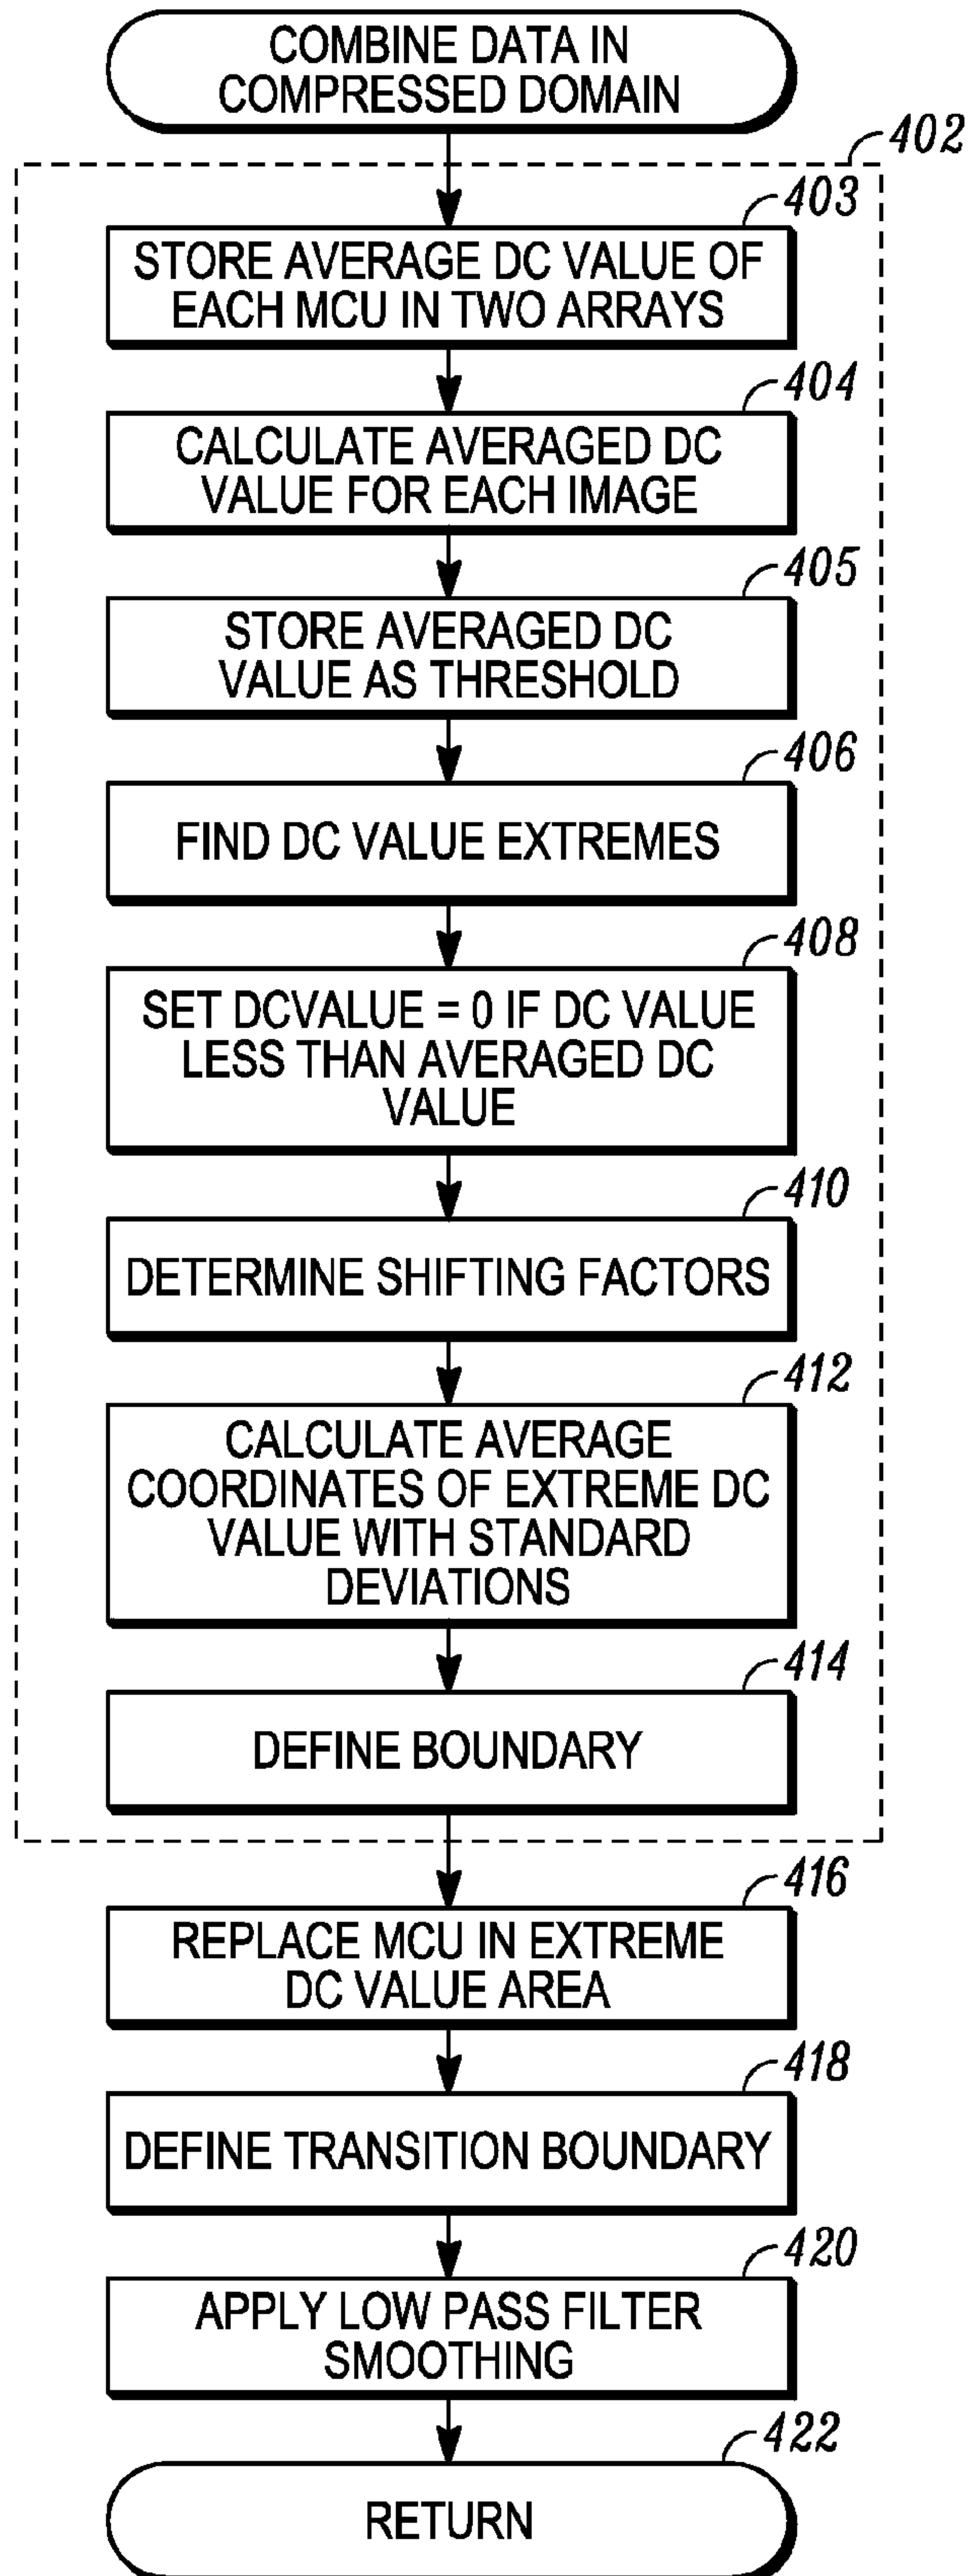 COMBINE DATA IN
COMPRESSED DOMAIN
402
403
STORE AVERAGE DC VALUE OF
EACH MCU IN TWO ARRAYS
404
CALCULATE AVERAGED DC
VALUE FOR EACH IMAGE
405
STORE AVERAGED DC
VALUE AS THRESHOLD
406
FIND DC VALUE EXTREMES
408
SET DCVALUE = 0 IF DC VALUE
LESS THAN AVERAGED DC
VALUE
410
DETERMINE SHIFTING FACTORS
412
CALCULATE AVERAGE
COORDINATES OF EXTREME DC
VALUE WITH STANDARD
DEVIATIONS
414
DEFINE BOUNDARY
416
REPLACE MCU IN EXTREME
DC VALUE AREA
418
DEFINE TRANSITION BOUNDARY
420
APPLY LOW PASS FILTER
SMOOTHING
422
RETURN